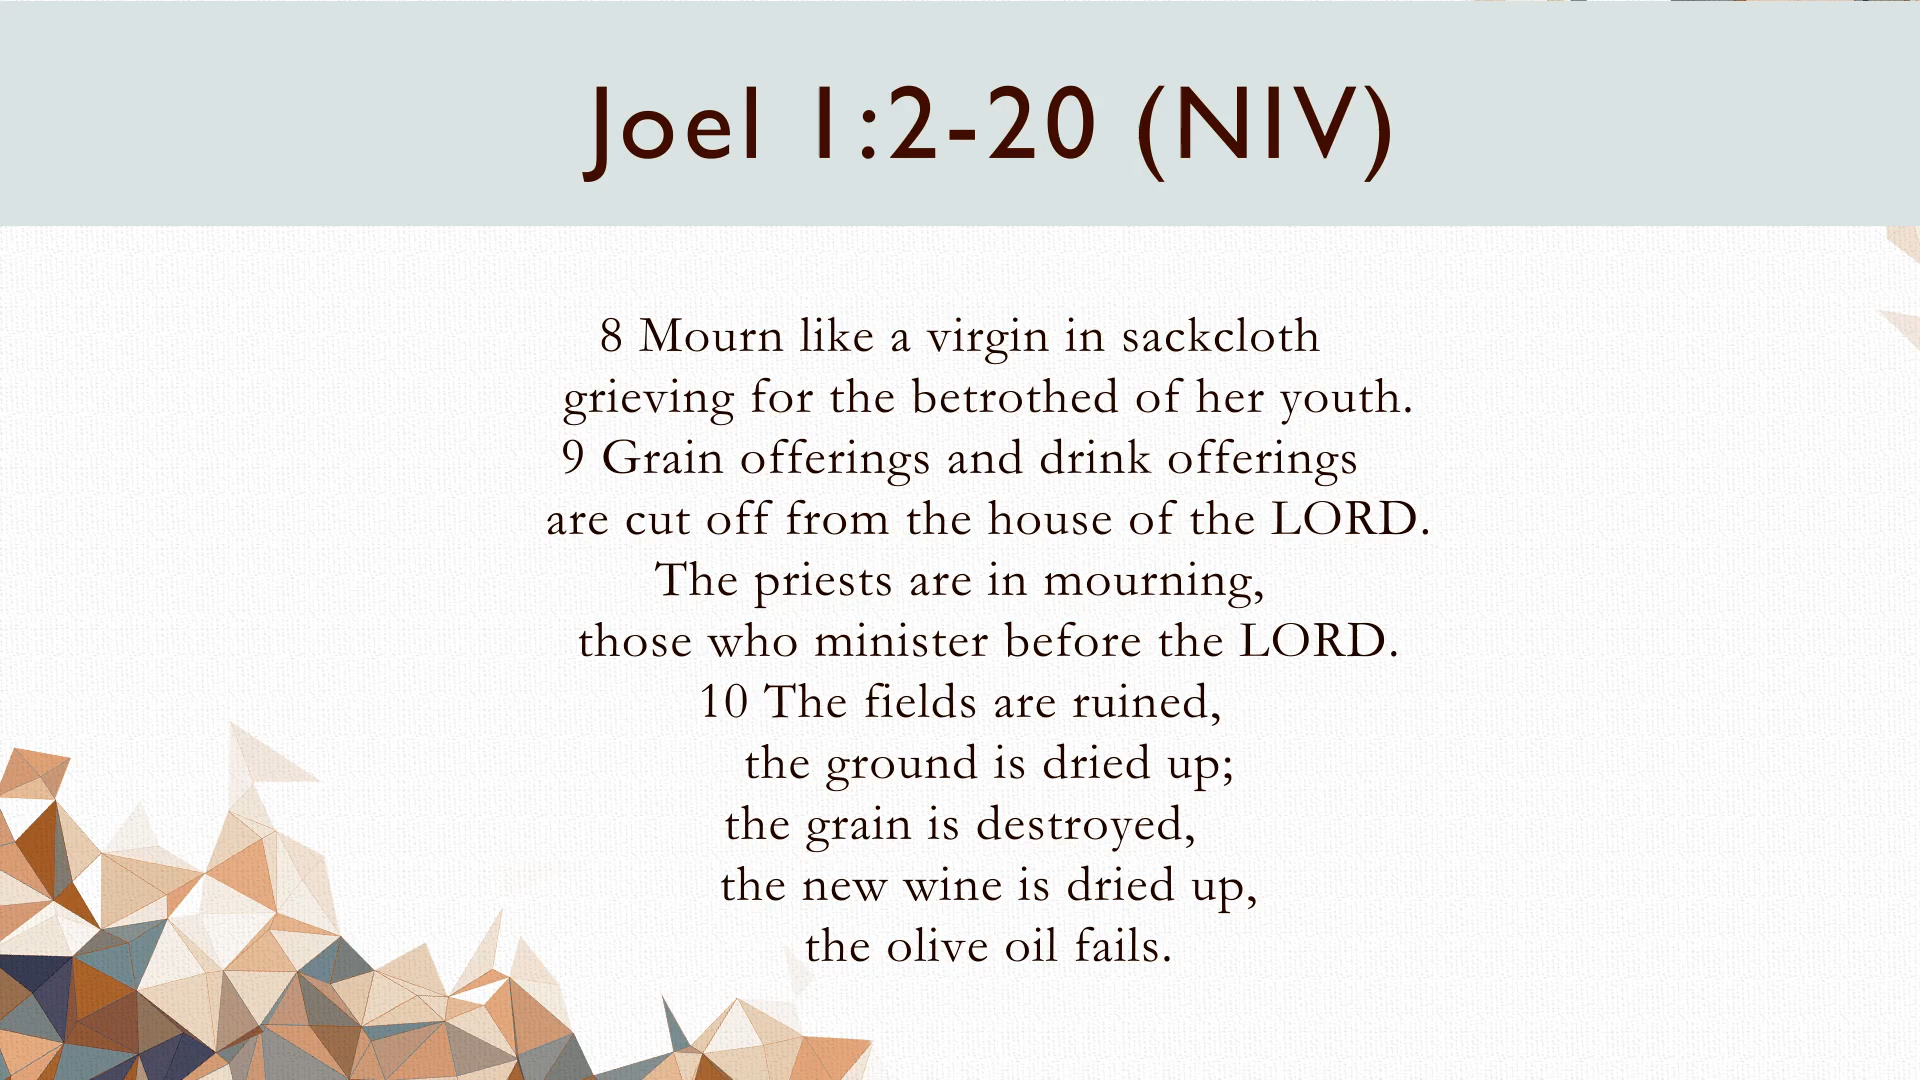 Joel 1:2-20 (NIV)
8 Mourn like a virgin in sackcloth
grieving for the betrothed of her youth.
9 Grain offerings and drink offerings
are cut off from the house of the LORD.
The priests are in mourning,
those who minister before the LORD.
10 The fields are ruined,
the ground is dried up;
the grain is destroyed,
the new wine is dried up,
the olive oil fails.